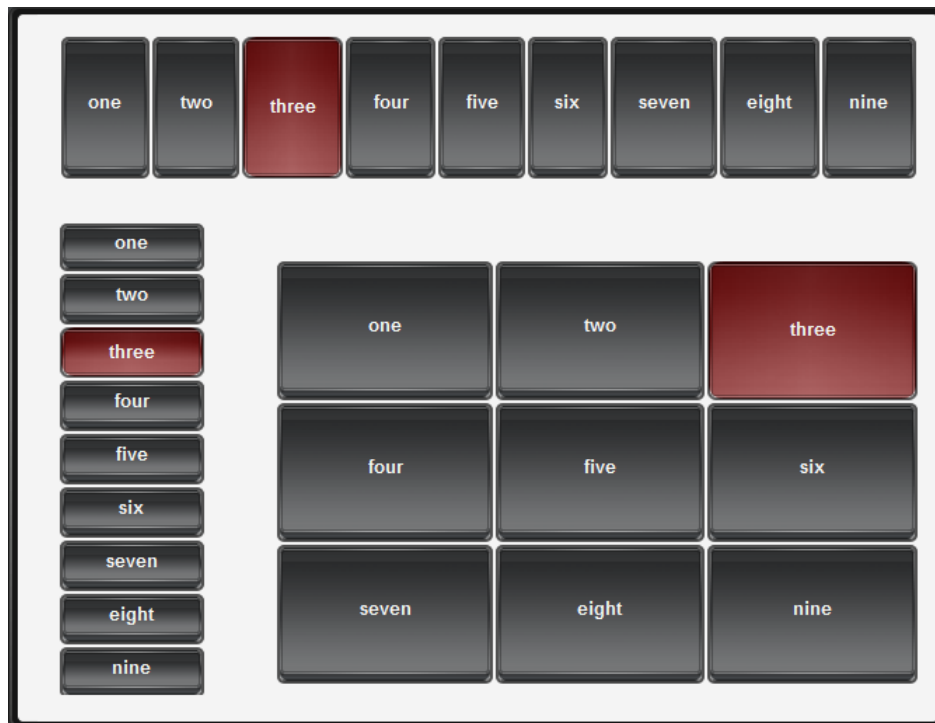 one two three four five six seven eight nine
one
two
three
four
five
six
seven
eight
nine
one two three
four five six
seven eight nine